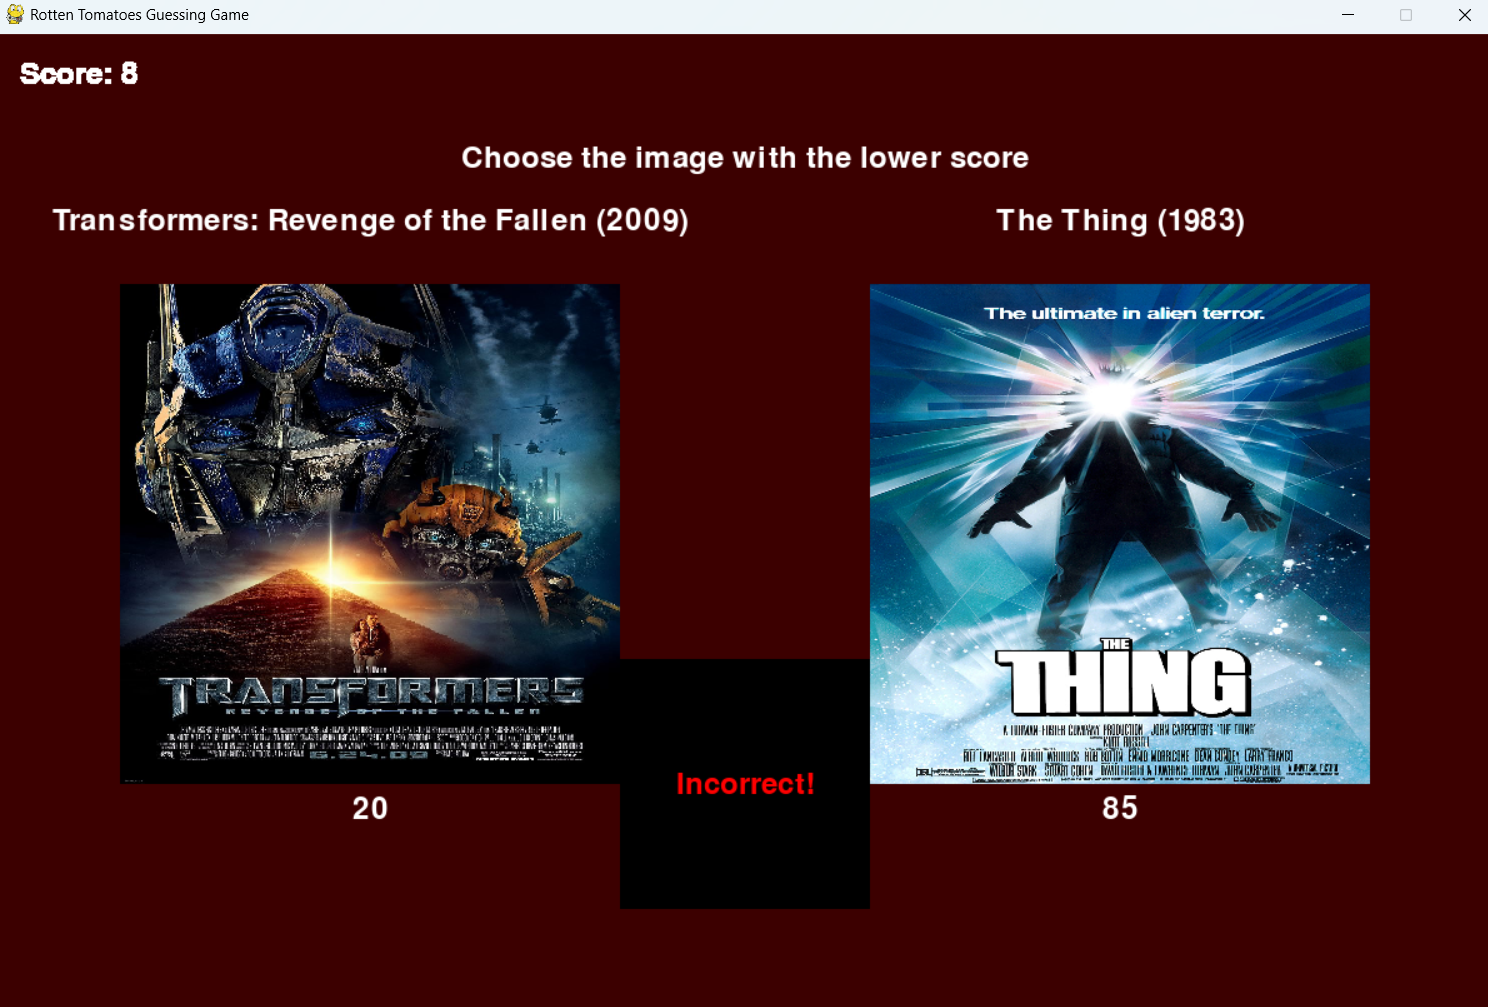 Rotten Tomatoes Guessing Game
Score: 8
Choose the image with the lower score
Transformers: Revenge of the Fallen (2009)
The Thing (1983)
The ultimate in alien terror.
TRANSFORMERS
REVENGE OF THE FALLEN
6.24.09
THE
THING
A TURMAN-FOSTER COMPANY PRODUCTION JOHN CARPENTER'S "THE THING"
KURT RUSSELL
Incorrect!
20
85